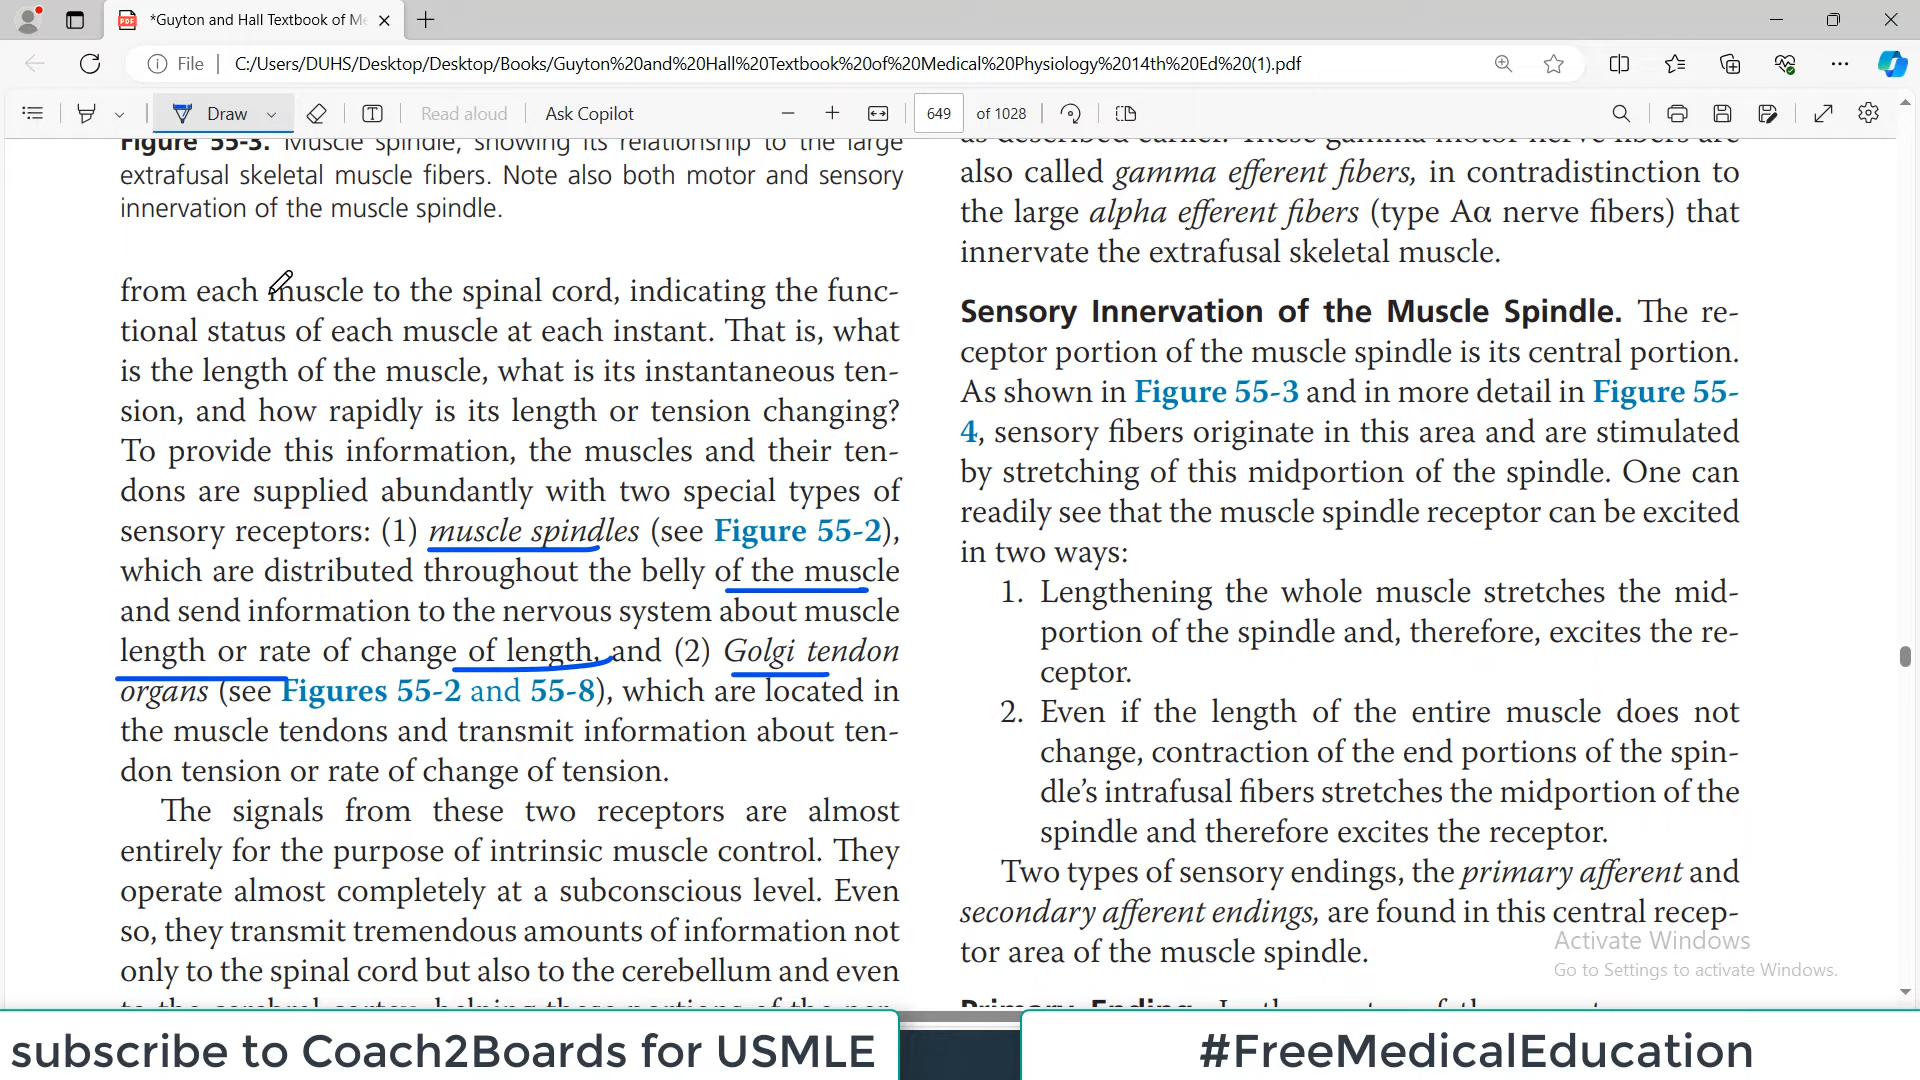 *Guyton and Hall Textbook of Me
File
C:/Users/DUHS/Desktop/Desktop/Books/Guyton%20and%20Hall%20Textbook%20of%20Medical%20Physiology%2014th%20Ed%20(1).pdf
Draw
Read aloud
Ask Copilot
649
of 1028
Figure 55-3. Muscle spindle, showing its relationship to the large
extrafusal skeletal muscle fibers. Note also both motor and sensory
innervation of the muscle spindle.
from each muscle to the spinal cord, indicating the func-
tional status of each muscle at each instant. That is, what
is the length of the muscle, what is its instantaneous ten-
sion, and how rapidly is its length or tension changing?
To provide this information, the muscles and their ten-
dons are supplied abundantly with two special types of
sensory receptors: (1) muscle spindles (see Figure 55-2),
which are distributed throughout the belly of the muscle
and send information to the nervous system about muscle
length or rate of change of length, and (2) Golgi tendon
organs (see Figures 55-2 and 55-8), which are located in
the muscle tendons and transmit information about ten-
don tension or rate of change of tension.
The signals from these two receptors are almost
entirely for the purpose of intrinsic muscle control. They
operate almost completely at a subconscious level. Even
so, they transmit tremendous amounts of information not
only to the spinal cord but also to the cerebellum and even
as described earlier. These gamma motor nerve fibers are
also called gamma efferent fibers, in contradistinction to
the large alpha efferent fibers (type Aα nerve fibers) that
innervate the extrafusal skeletal muscle.
Sensory Innervation of the Muscle Spindle. The re-
ceptor portion of the muscle spindle is its central portion.
As shown in Figure 55-3 and in more detail in Figure 55-
4, sensory fibers originate in this area and are stimulated
by stretching of this midportion of the spindle. One can
readily see that the muscle spindle receptor can be excited
in two ways:
1. Lengthening the whole muscle stretches the mid-
portion of the spindle and, therefore, excites the re-
ceptor.
2. Even if the length of the entire muscle does not
change, contraction of the end portions of the spin-
dle's intrafusal fibers stretches the midportion of the
spindle and therefore excites the receptor.
Two types of sensory endings, the primary afferent and
secondary afferent endings, are found in this central recep-
tor area of the muscle spindle.
Activate Windows
Go to Settings to activate Windows.
subscribe to Coach2Boards for USMLE
#FreeMedicalEducation